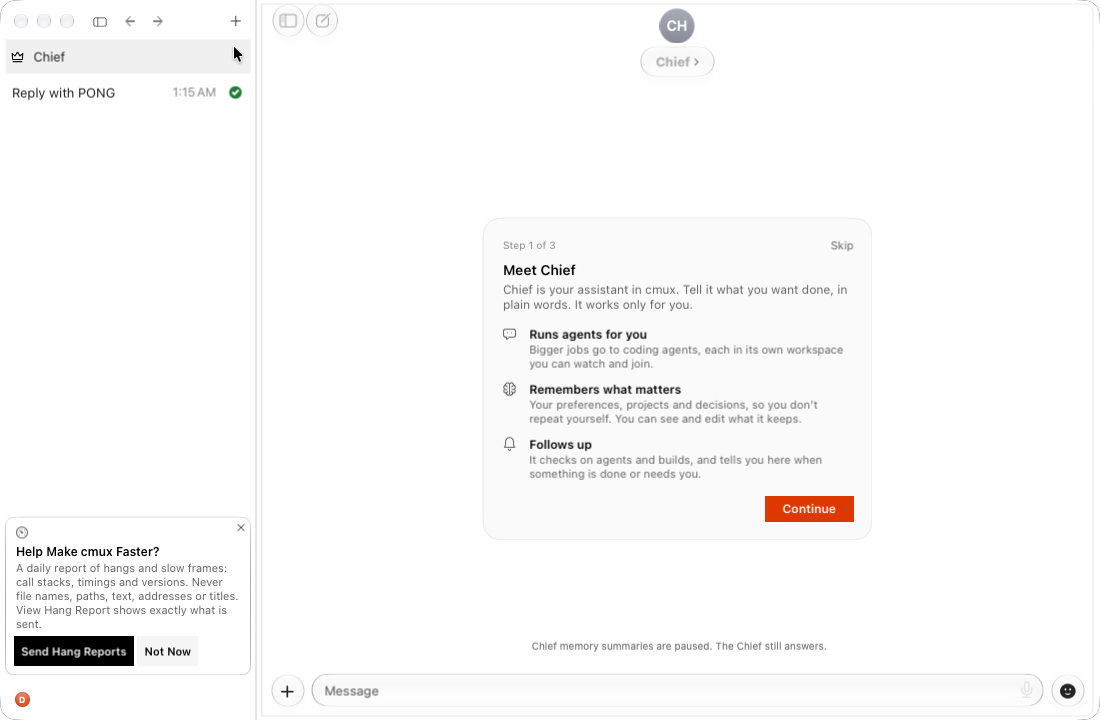 Chief
Reply with PONG 1:15 AM
Help Make cmux Faster?
A daily report of hangs and slow frames:
call stacks, timings and versions. Never
file names, paths, text, addresses or titles.
View Hang Report shows exactly what is
sent.
Send Hang Reports Not Now
D
CH
Chief ›
Step 1 of 3 Skip
Meet Chief
Chief is your assistant in cmux. Tell it what you want done, in
plain words. It works only for you.
Runs agents for you
Bigger jobs go to coding agents, each in its own workspace
you can watch and join.
Remembers what matters
Your preferences, projects and decisions, so you don't
repeat yourself. You can see and edit what it keeps.
Follows up
It checks on agents and builds, and tells you here when
something is done or needs you.
Continue
Chief memory summaries are paused. The Chief still answers.
Message